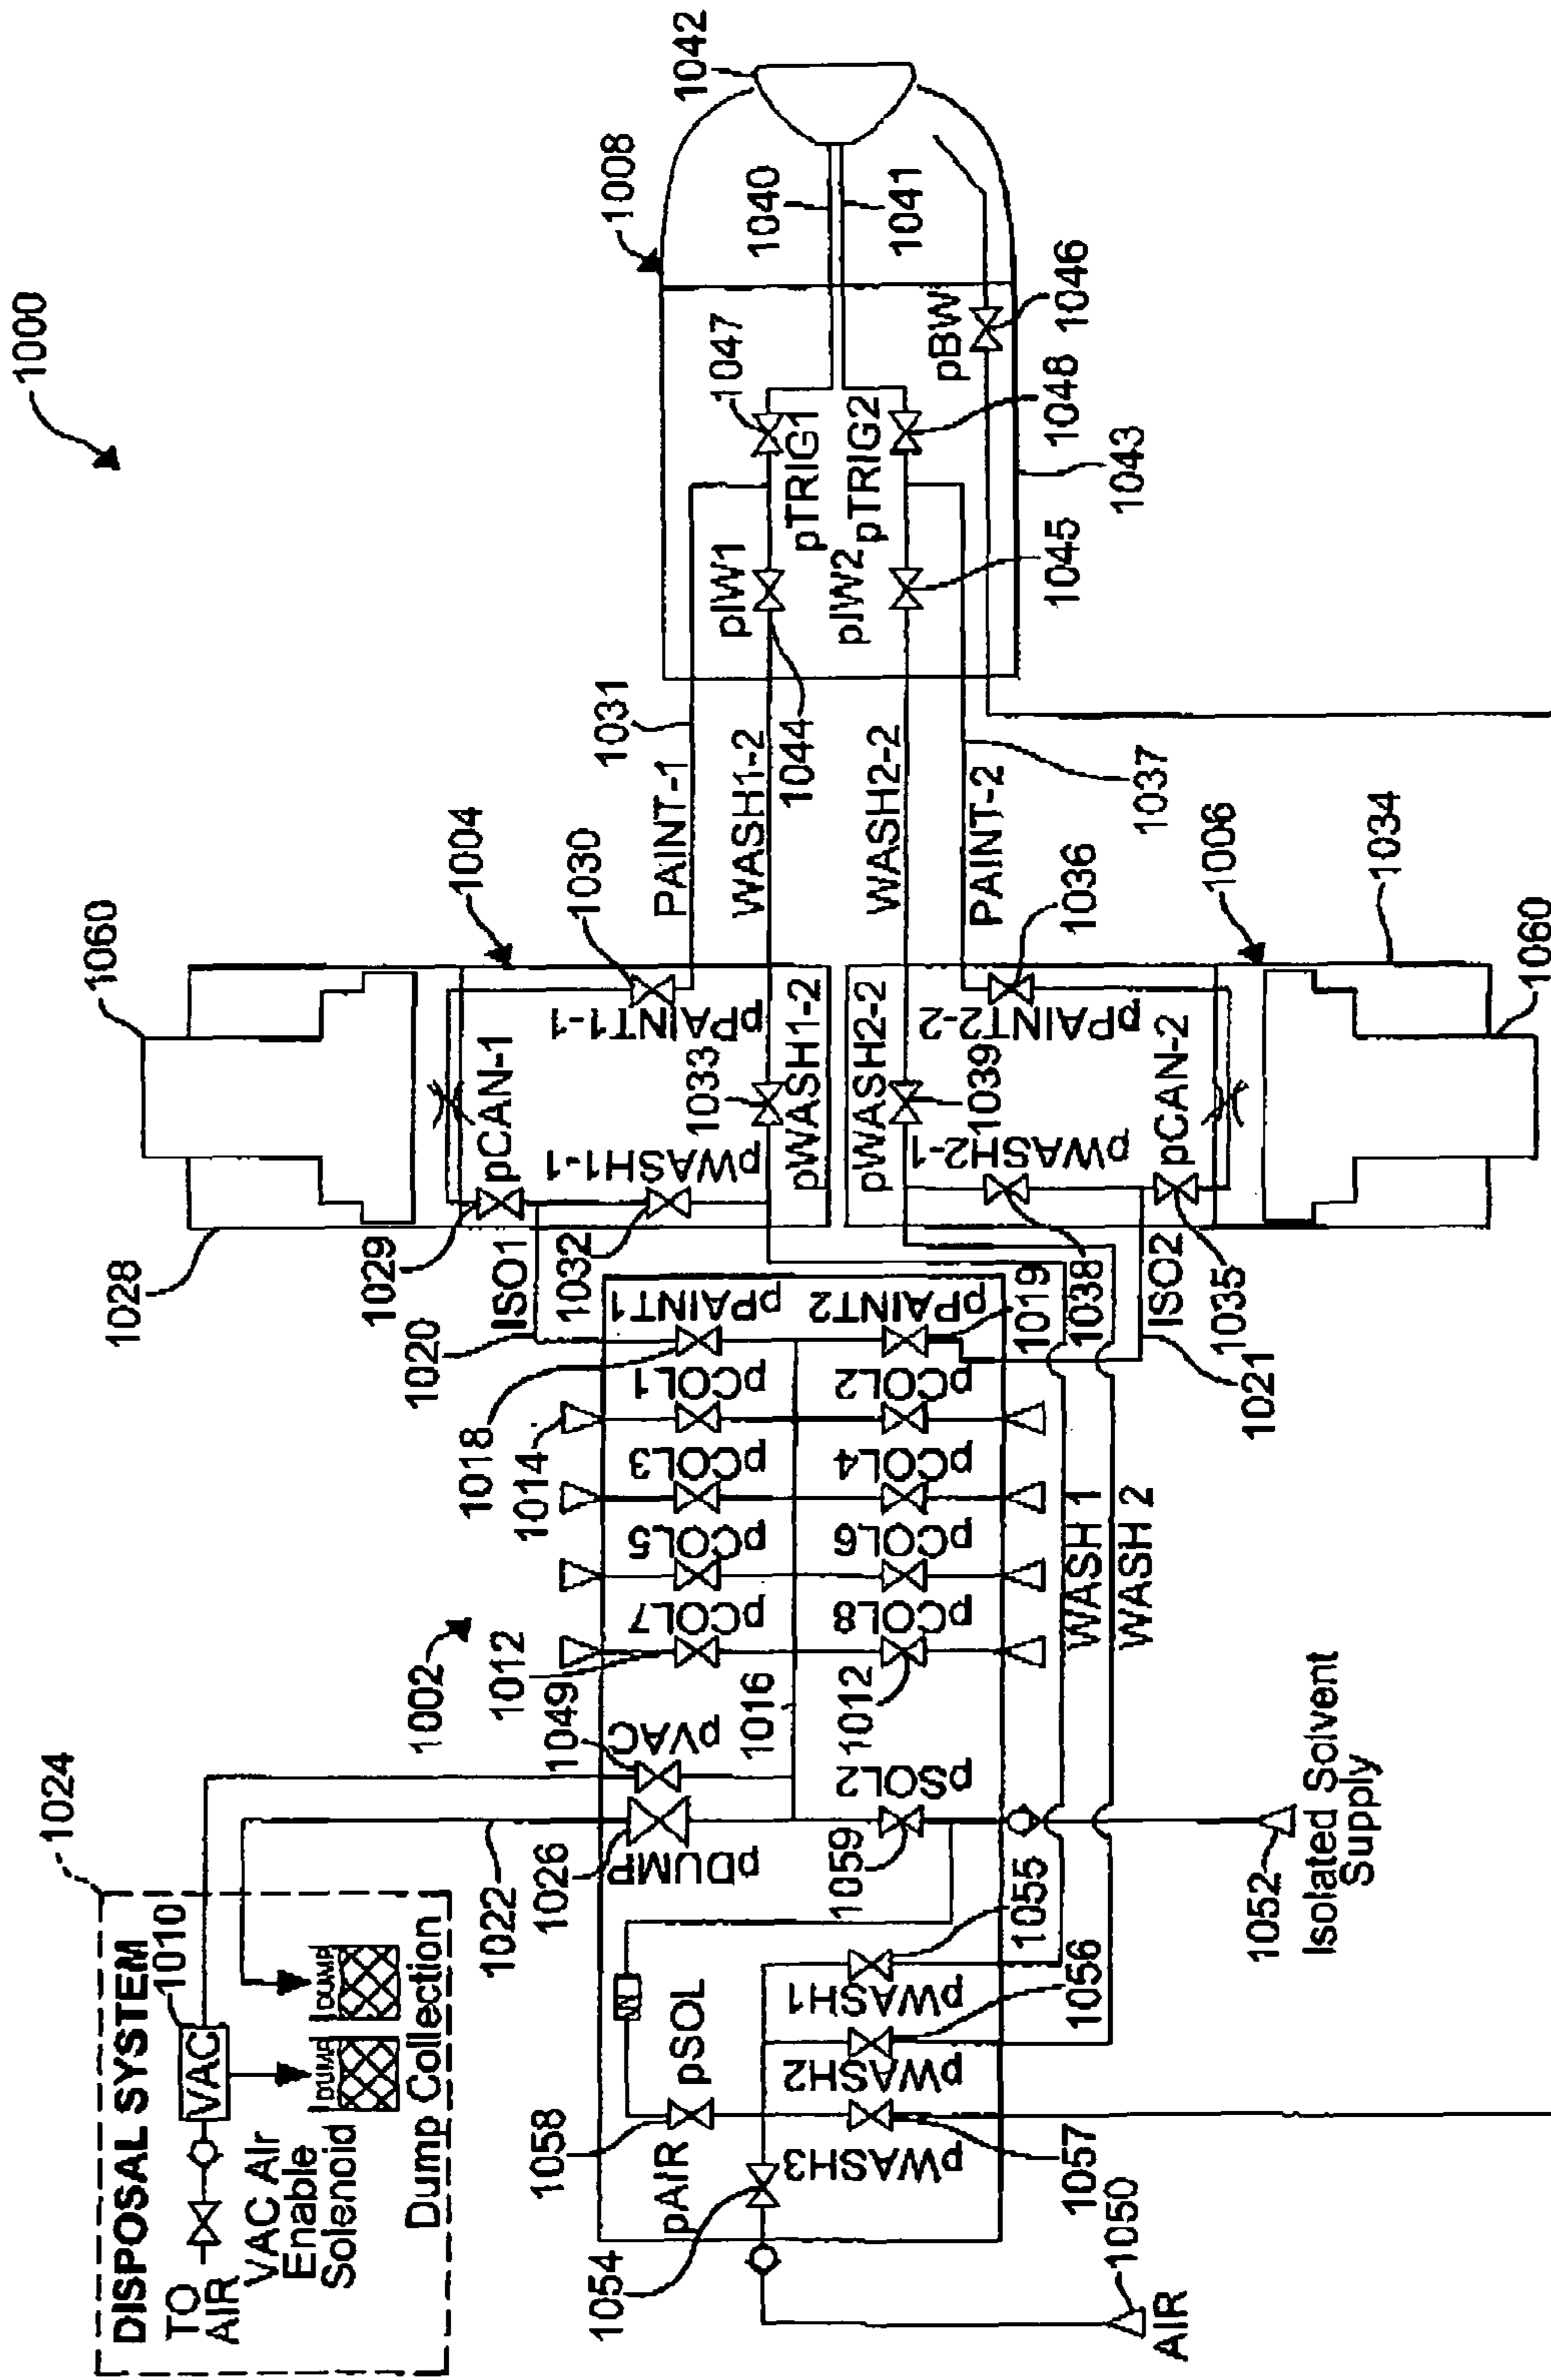 1000
1024
DISPOSAL SYSTEM
1010
VAC
TO
AIR
VAC Air
Enable
Solenoid
DUMP
DUMP
Dump Collection
1022
1026
pDUMP
1049
pVAC
1002
1012
pCOL7
pCOL5
pCOL3
pCOL1
1014
1018
1020
pPAINT1
1016
1012
pCOL8
pCOL6
pCOL4
pCOL2
pPAINT2
1019
pSOL2
1059
1058
pSOL
pAIR
1054
pWASH1
pWASH2
pWASH3
1055
1056
1057
1050
AIR
1052
Isolated Solvent
Supply
WASH 1
WASH 2
1028
1060
1004
1029
pCAN-1
ISO1
1032
pWASH1-1
1030
pPAINT1-1
1033
pWASH1-2
pWASH2-2
1039
pWASH2-1
1038
ISO2
1021
1035
pCAN-2
pPAINT2-2
1036
1006
1034
1060
PAINT-1
1031
WASH1-2
1044
WASH2-2
PAINT-2
1037
1008
pIW1
pTRIG1
1047
pIW2
pTRIG2
1045
1048
1043
pBW
1046
1040
1041
1042